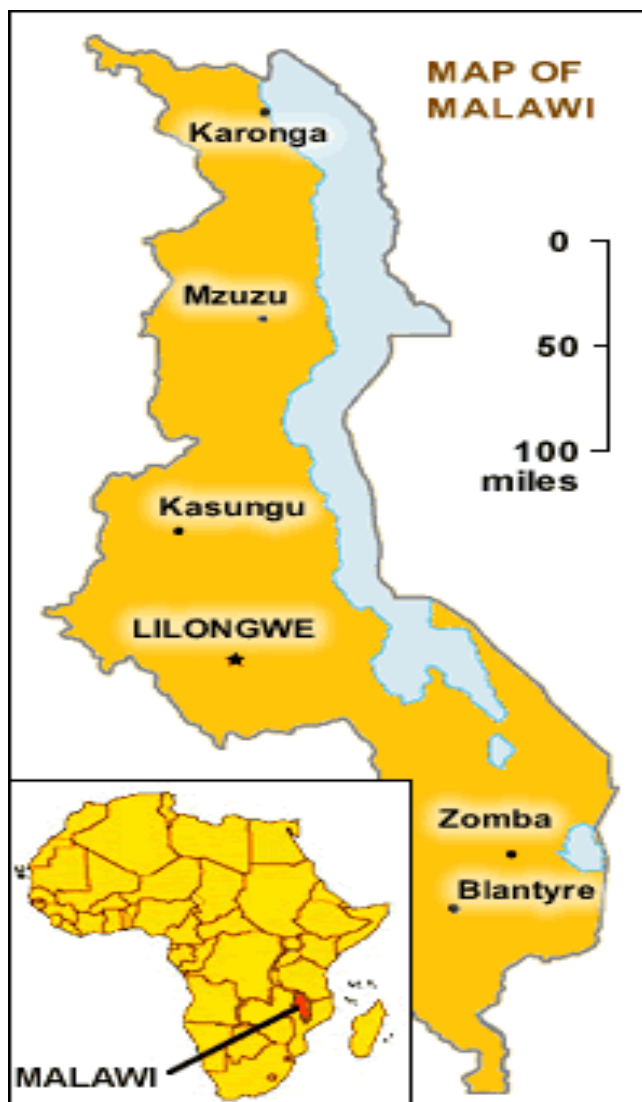 MAP OF
MALAWI
Karonga
0
Mzuzu
50
100
miles
Kasungu
LILONGWE
Zomba
Blantyre
MALAWI